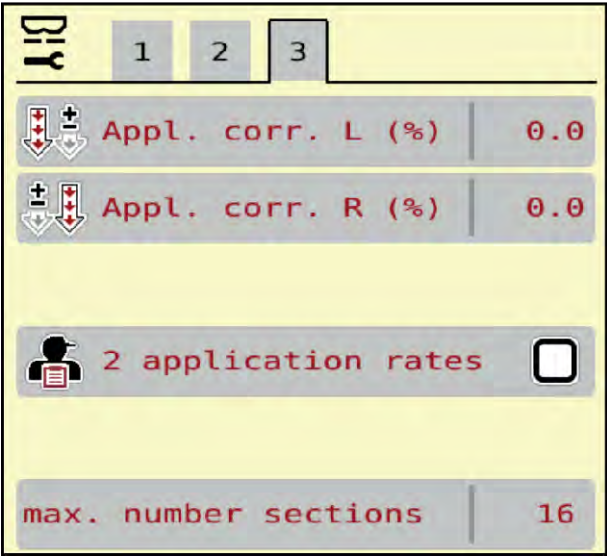 1 2 3
Appl. corr. L (%) 0.0
Appl. corr. R (%) 0.0
2 application rates
max. number sections 16